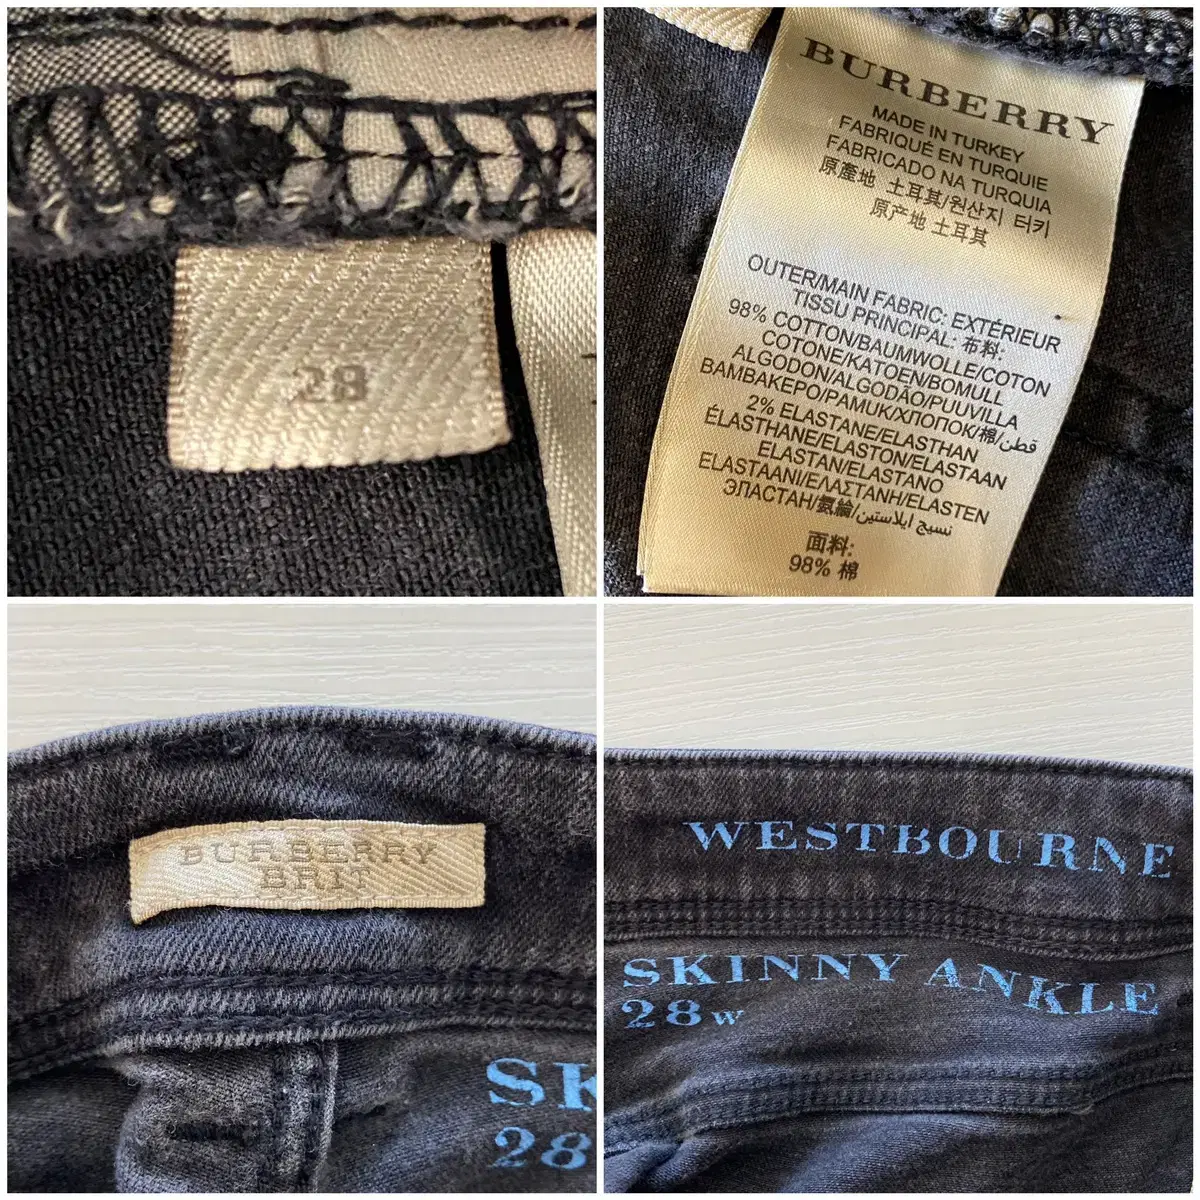 28
BURBERRY
MADE IN TURKEY
FABRIQUÉ EN TURQUIE
FABRICADO NA TURQUIA
原產地 土耳其/원산지 터키
原产地 土耳其
OUTER/MAIN FABRIC: EXTÉRIEUR
TISSU PRINCIPAL: 布料:
98% COTTON/BAUMWOLLE/COTON
COTONE/KATOEN/BOMULL
ALGODON/ALGODÃO/PUUVILLA
BAMBAKEPO/PAMUK/ХЛОПОК/棉/قطن
2% ELASTANE/ELASTHAN
ÉLASTHANE/ELASTON/ELASTAAN
ELASTAN/ELASTANO
ELASTAANI/ΕΛΑΣΤΑΝΗ/ELASTEN
ЭЛАСТАН/氨綸/نسيج ايلاستين
面料:
98% 棉
BURBERRY
BRIT
SK
28
WESTBOURNE
SKINNY ANKLE
28W